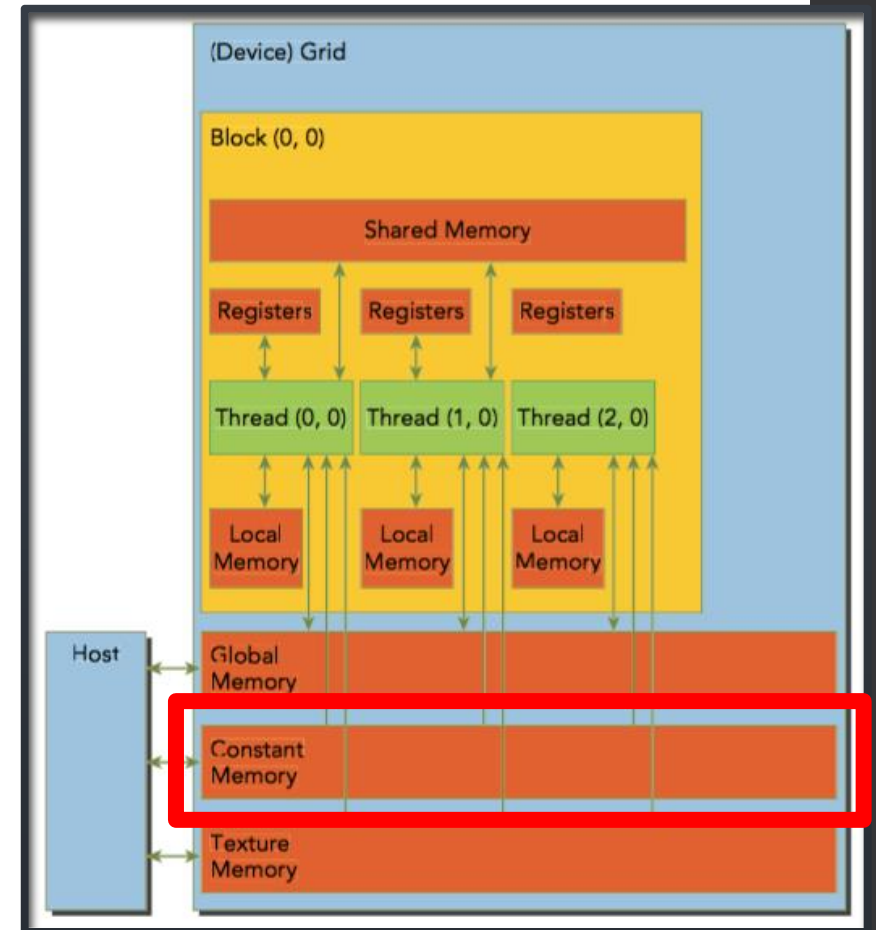 (Device) Grid
Block (0, 0)
Shared Memory
Registers
Registers
Registers
Thread (0, 0)
Thread (1, 0)
Thread (2, 0)
Local
Memory
Local
Memory
Local
Memory
Host
Global
Memory
Constant
Memory
Texture
Memory